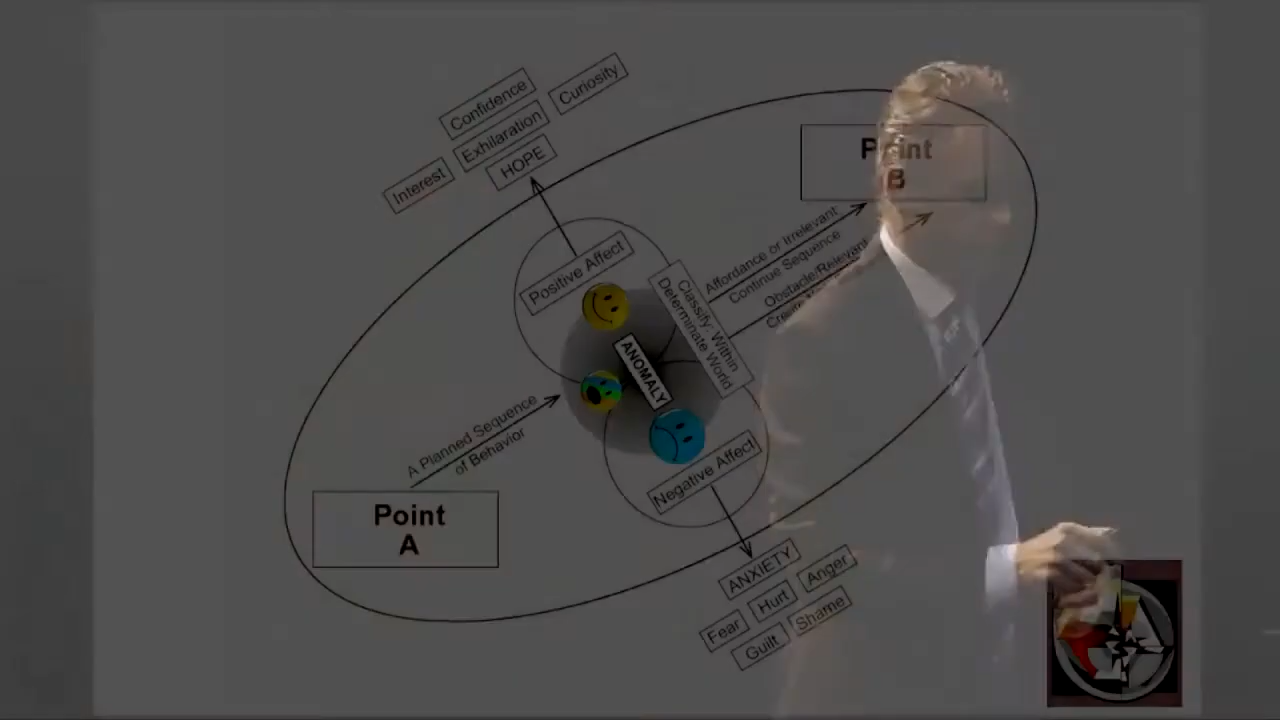 Confidence
Curiosity
Exhilaration
Interest
HOPE
Point
B
Positive Affect
Affordance or Irrelevant
Continue Sequence
Obstacle/Relevant
Classify: Within
Determinate World
ANOMALY
A Planned Sequence
of Behavior
Negative Affect
Point
A
ANXIETY
Anger
Hurt
Fear
Shame
Guilt